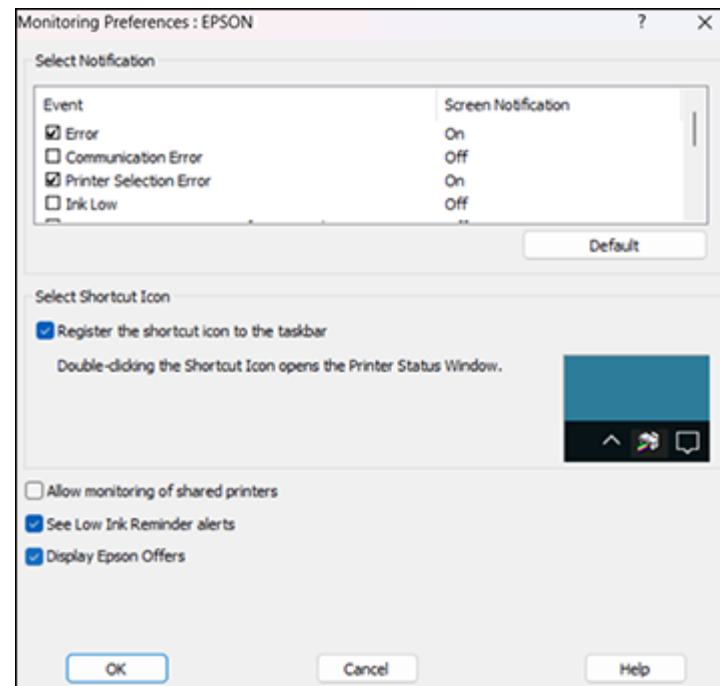 Monitoring Preferences : EPSON ?
Select Notification
Event Screen Notification
Error On
Communication Error Off
Printer Selection Error On
Ink Low Off
Default
Select Shortcut Icon
Register the shortcut icon to the taskbar
Double-clicking the Shortcut Icon opens the Printer Status Window.
Allow monitoring of shared printers
See Low Ink Reminder alerts
Display Epson Offers
OK Cancel Help